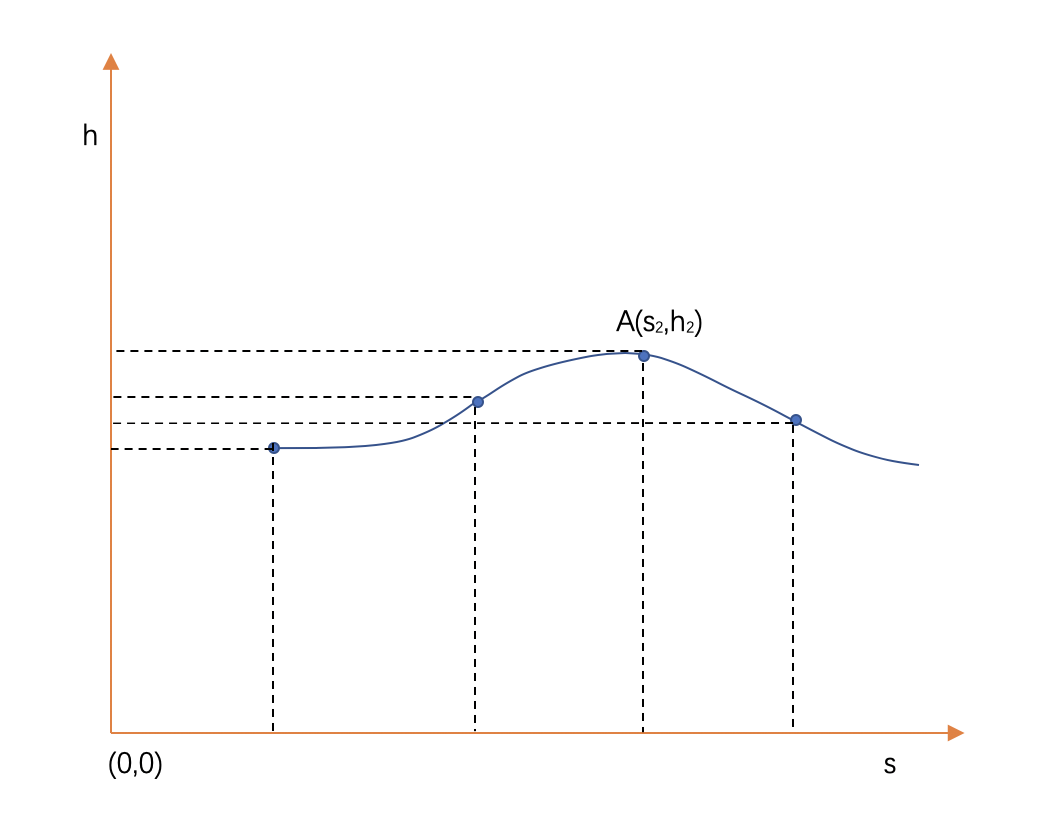 h
A(s₂,h₂)
(0,0)
s